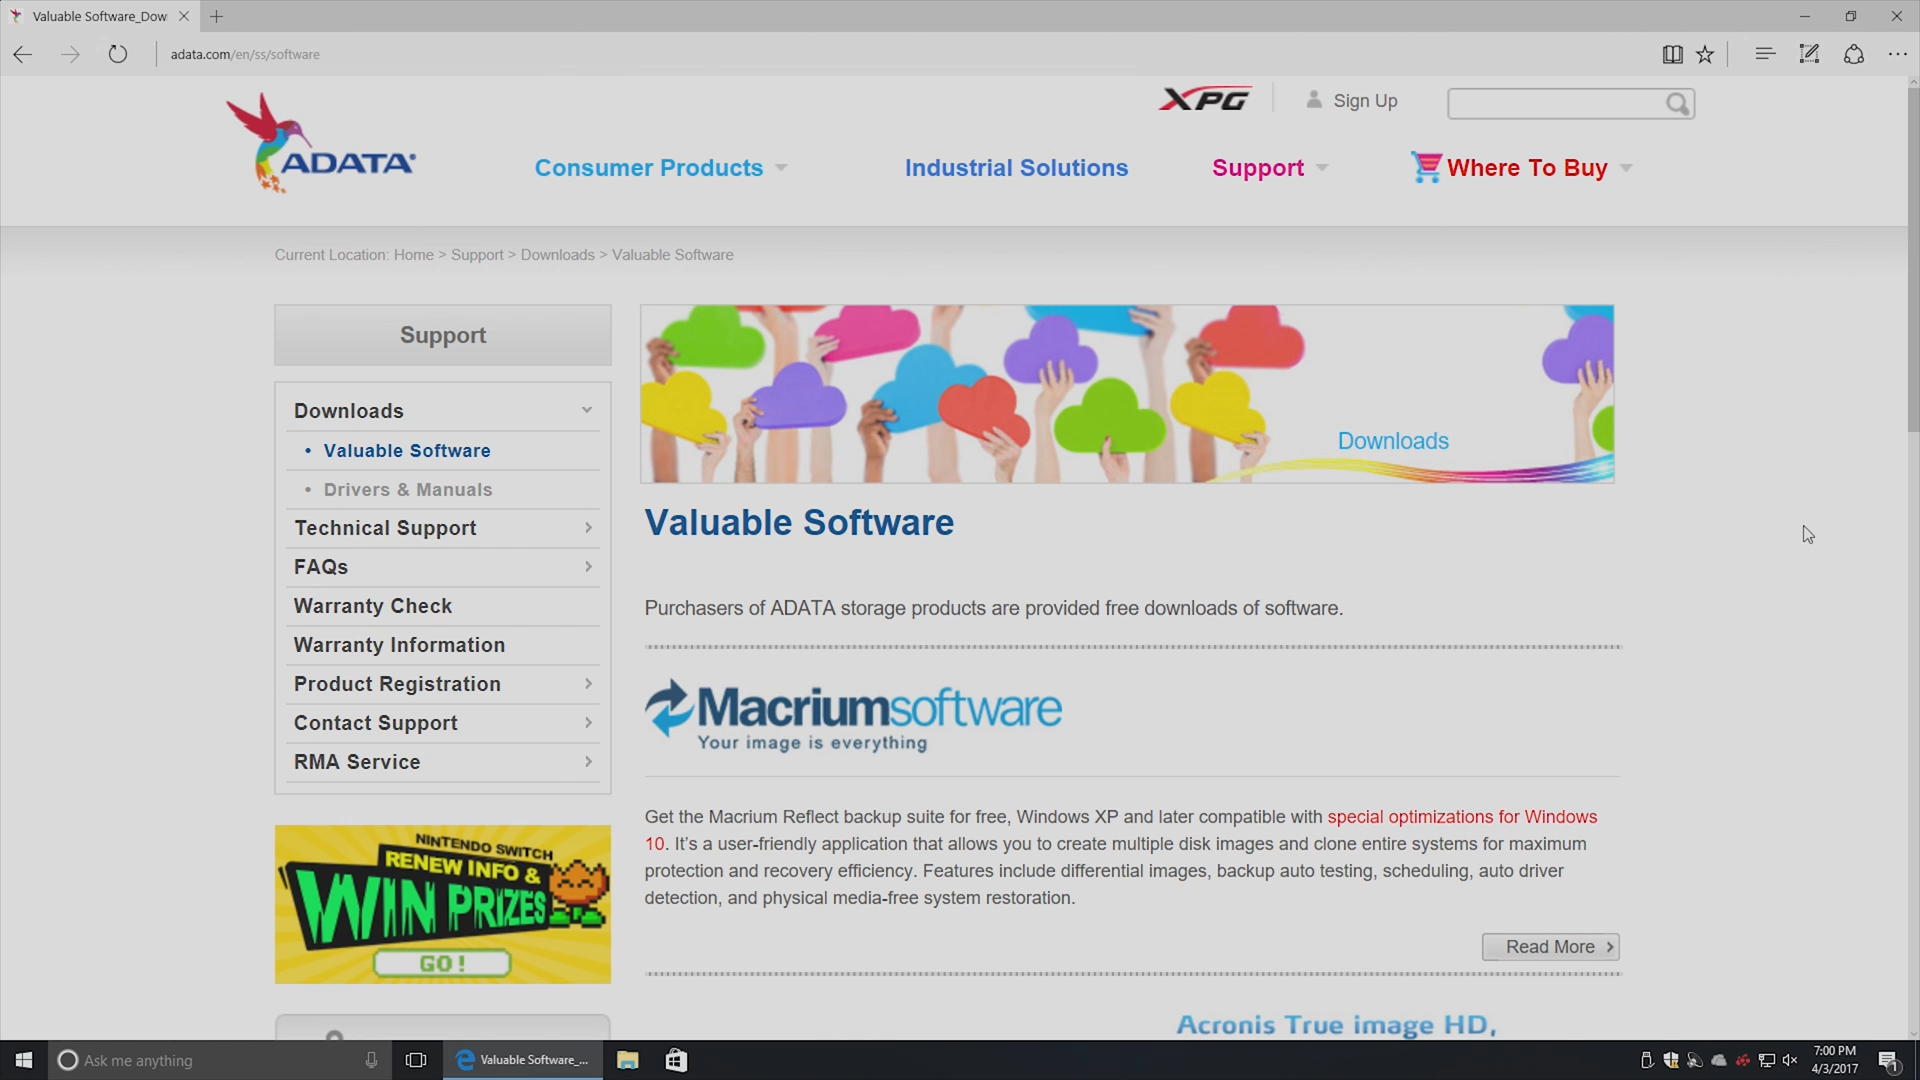 Valuable Software_Dow
adata.com/en/ss/software
XPG
Sign Up
ADATA
Consumer Products
Industrial Solutions
Support
Where To Buy
Current Location: Home > Support > Downloads > Valuable Software
Support
Downloads
• Valuable Software
• Drivers & Manuals
Technical Support
FAQs
Warranty Check
Warranty Information
Product Registration
Contact Support
RMA Service
NINTENDO SWITCH
RENEW INFO &
WIN PRIZES
GO !
Downloads
Valuable Software
Purchasers of ADATA storage products are provided free downloads of software.
Macriumsoftware
Your image is everything
Get the Macrium Reflect backup suite for free, Windows XP and later compatible with special optimizations for Windows
10. It's a user-friendly application that allows you to create multiple disk images and clone entire systems for maximum
protection and recovery efficiency. Features include differential images, backup auto testing, scheduling, auto driver
detection, and physical media-free system restoration.
Read More
Acronis True image HD,
Ask me anything
Valuable Software_...
7:00 PM
4/3/2017
1